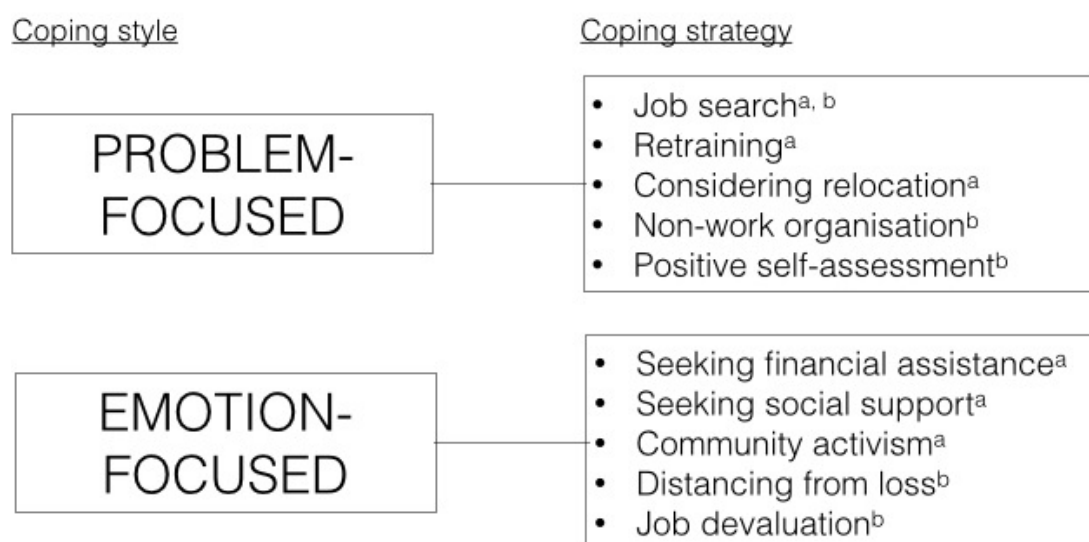 Coping style
Coping strategy
PROBLEM-
FOCUSED
• Job searchᵃ, ᵇ
• Retrainingᵃ
• Considering relocationᵃ
• Non-work organisationᵇ
• Positive self-assessmentᵇ
EMOTION-
FOCUSED
• Seeking financial assistanceᵃ
• Seeking social supportᵃ
• Community activismᵃ
• Distancing from lossᵇ
• Job devaluationᵇ